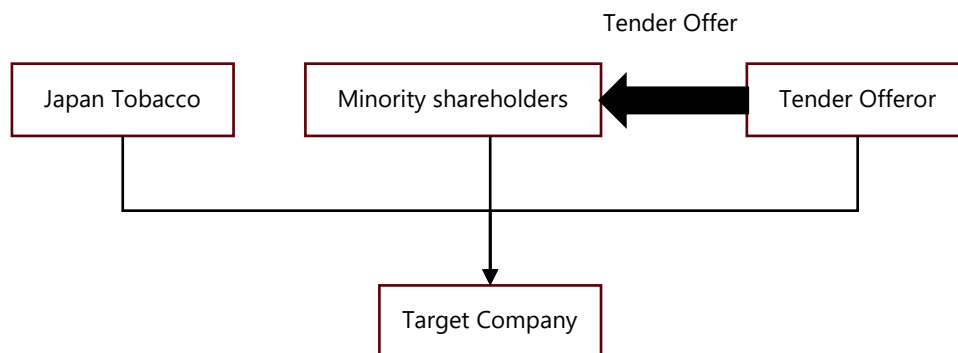 Tender Offer
Japan Tobacco
Minority shareholders
Tender Offeror
Target Company